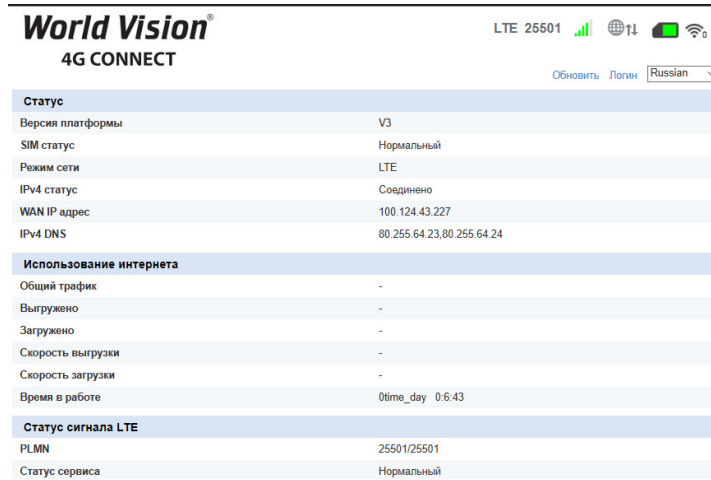 World Vision®
4G CONNECT
LTE 25501
Обновить Логин Russian
Статус
Версия платформы V3
SIM статус Нормальный
Режим сети LTE
IPv4 статус Соединено
WAN IP адрес 100.124.43.227
IPv4 DNS 80.255.64.23,80.255.64.24
Использование интернета
Общий трафик -
Выгружено -
Загружено -
Скорость выгрузки -
Скорость загрузки -
Время в работе 0time_day 0:6:43
Статус сигнала LTE
PLMN 25501/25501
Статус сервиса Нормальный